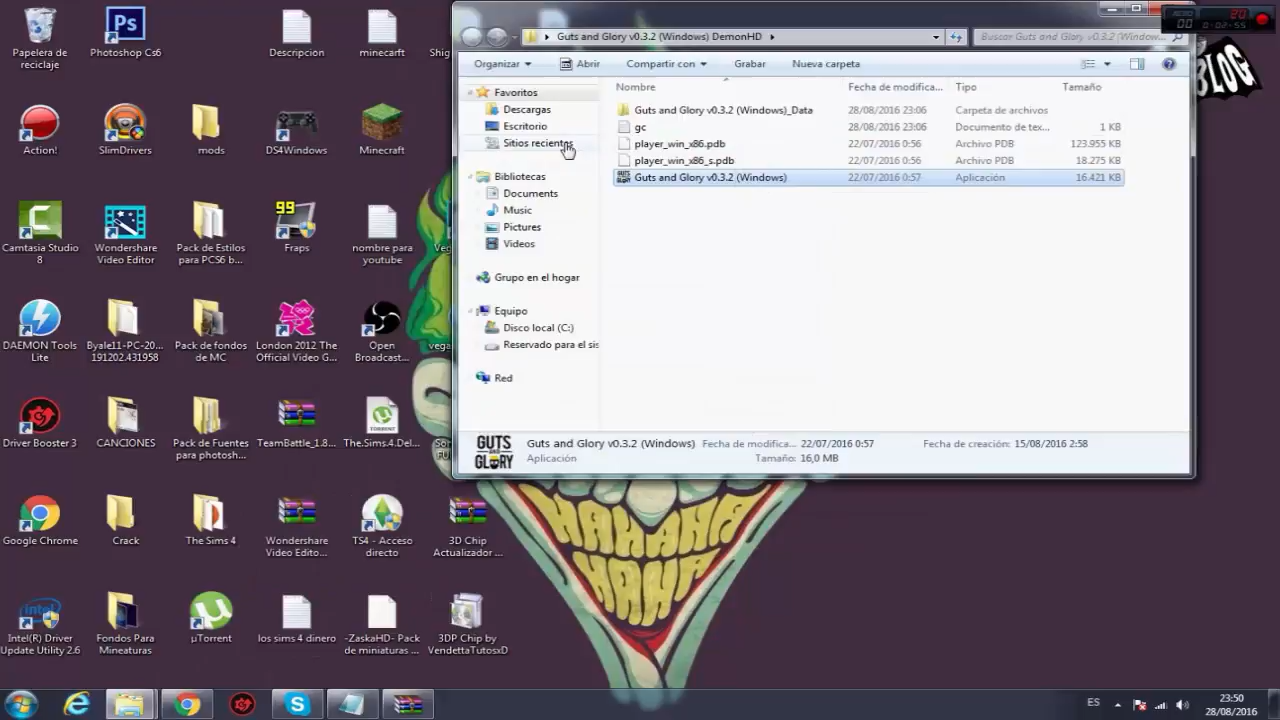 Papelera de
reciclaje
Photoshop Cs6
Descripcion
minecaft
Shig
Action!
SlimDrivers
mods
DS4Windows
Minecraft
Camtasia Studio
8
Wondershare
Video Editor
Pack de Estilos
para PCS6 b...
99
Fraps
nombre para
youtube
DAEMON Tools
Lite
Byale11-PC-20...
191202.431958
Pack de fondos
de MC
London 2012 The
Official Video G...
Open
Broadcast...
vega
Driver Booster 3
CANCIONES
Pack de Fuentes
para photosh...
TeamBattle_1.8...
The.Sims.4.Del...
Google Chrome
Crack
The Sims 4
Wondershare
Video Edito...
TS4 - Acceso
directo
3D Chip
Actualizador ...
Intel(R) Driver
Update Utility 2.6
Fondos Para
Mineaturas
µTorrent
los sims 4 dinero
-ZaskaHD- Pack
de miniaturas ...
3DP Chip by
VendettaTutosxD
Guts and Glory v0.3.2 (Windows) DemonHD
Buscar Guts and Glory v0.3.2 (Window...
Organizar
Abrir
Compartir con
Grabar
Nueva carpeta
Favoritos
Descargas
Escritorio
Sitios recientes
Bibliotecas
Documents
Music
Pictures
Videos
Grupo en el hogar
Equipo
Disco local (C:)
Reservado para el sis
Red
Nombre Fecha de modifica... Tipo Tamaño
Guts and Glory v0.3.2 (Windows)_Data 28/08/2016 23:06 Carpeta de archivos
gc 28/08/2016 23:06 Documento de tex... 1 KB
player_win_x86.pdb 22/07/2016 0:56 Archivo PDB 123.955 KB
player_win_x86_s.pdb 22/07/2016 0:56 Archivo PDB 18.275 KB
Guts and Glory v0.3.2 (Windows) 22/07/2016 0:57 Aplicación 16.421 KB
GUTS AND GLORY
Guts and Glory v0.3.2 (Windows) Fecha de modifica... 22/07/2016 0:57 Fecha de creación: 15/08/2016 2:58
Aplicación Tamaño: 16,0 MB
BLOG
HAHAHA
HAHA
ES
23:50
28/08/2016